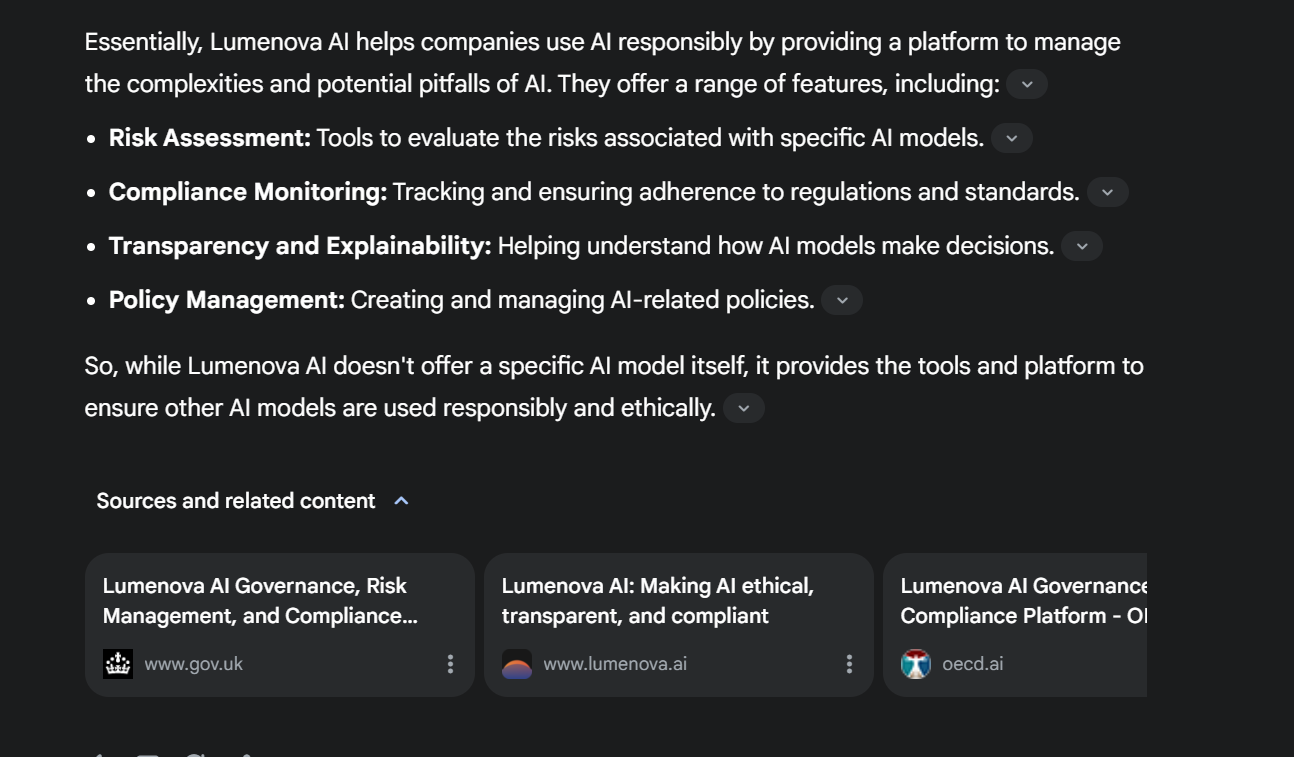 Essentially, Lumenova AI helps companies use AI responsibly by providing a platform to manage
the complexities and potential pitfalls of AI. They offer a range of features, including:
• Risk Assessment: Tools to evaluate the risks associated with specific AI models.
• Compliance Monitoring: Tracking and ensuring adherence to regulations and standards.
• Transparency and Explainability: Helping understand how AI models make decisions.
• Policy Management: Creating and managing AI-related policies.
So, while Lumenova AI doesn't offer a specific AI model itself, it provides the tools and platform to
ensure other AI models are used responsibly and ethically.
Sources and related content
Lumenova AI Governance, Risk
Management, and Compliance...
www.gov.uk
Lumenova AI: Making AI ethical,
transparent, and compliant
www.lumenova.ai
Lumenova AI Governance
Compliance Platform -
oecd.ai